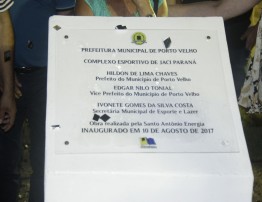 PREFEITURA MUNICIPAL DE PORTO VELHO
COMPLEXO ESPORTIVO DE JACI PARANÁ
HILDON DE LIMA CHAVES
Prefeito do Município de Porto Velho
EDGAR NILO TONIAL
Vice Prefeito do Município de Porto Velho
IVONETE GOMES DA SILVA COSTA
Secretária Municipal de Esporte e Lazer
Obra realizada pela Santo Antônio Energia
INAUGURADO EM 10 DE AGOSTO DE 2017